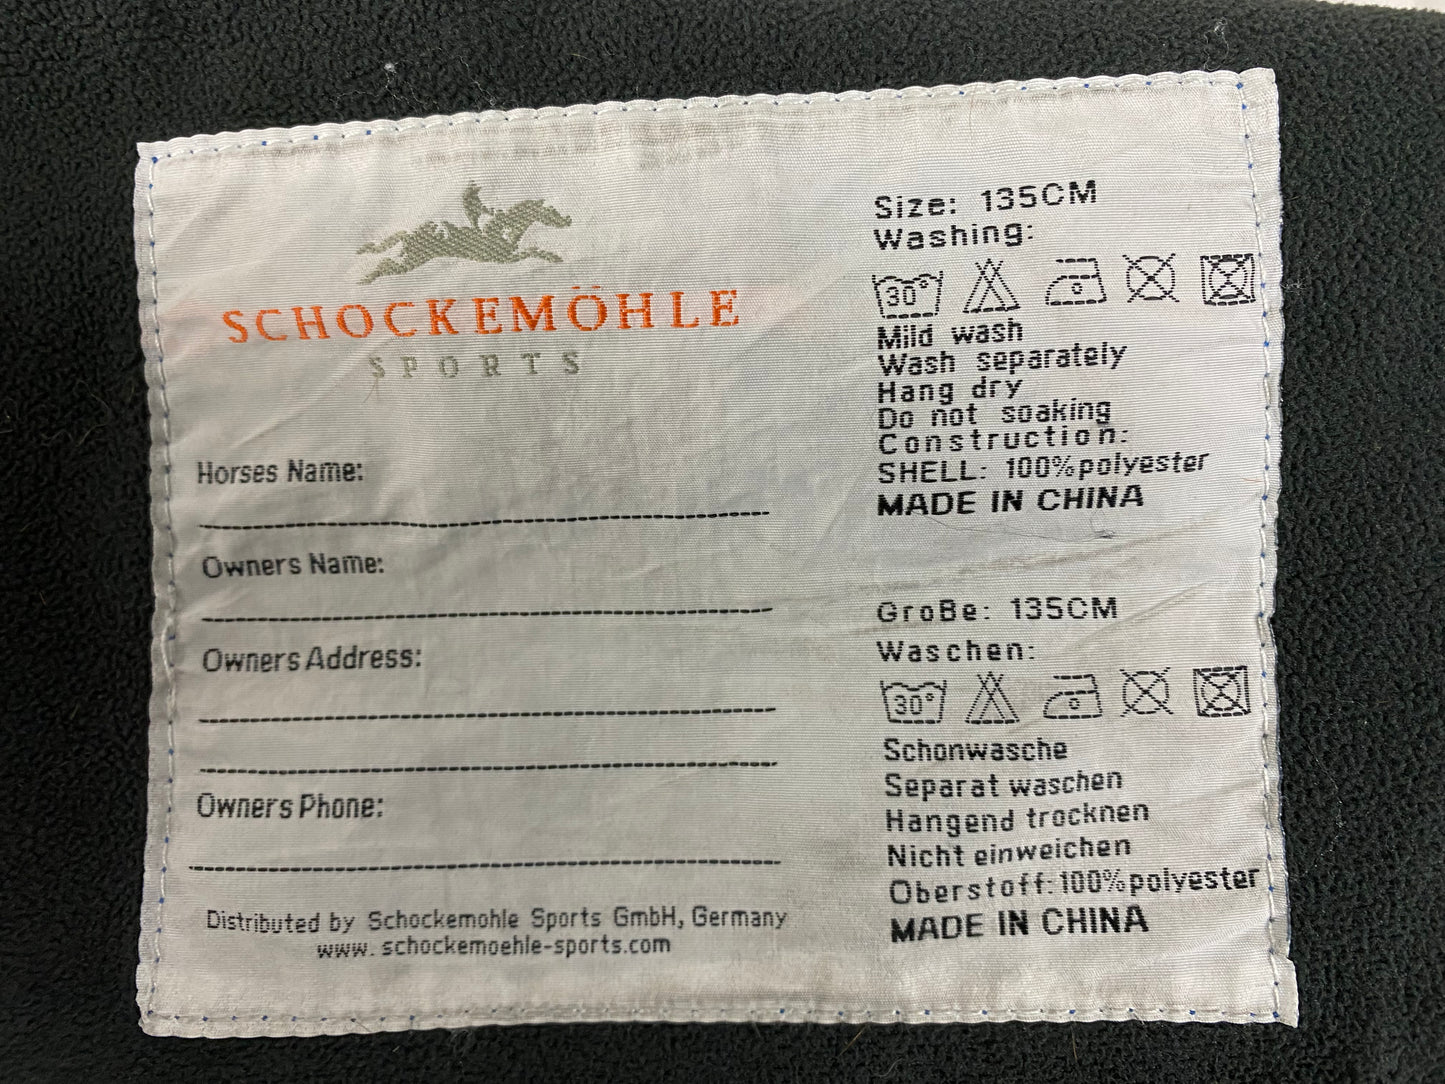 SCHOCKEMÖHLE
SPORTS
Horses Name:
Owners Name:
Owners Address:
Owners Phone:
Distributed by Schockemohle Sports GmbH, Germany
www.schockemoehle-sports.com
Size: 135CM
Washing:
30°
Mild wash
Wash separately
Hang dry
Do not soaking
Construction:
SHELL: 100%polyester
MADE IN CHINA
GroBe: 135CM
Waschen:
30°
Schonwasche
Separat waschen
Hangend trocknen
Nicht einweichen
Oberstoff:100%polyester
MADE IN CHINA